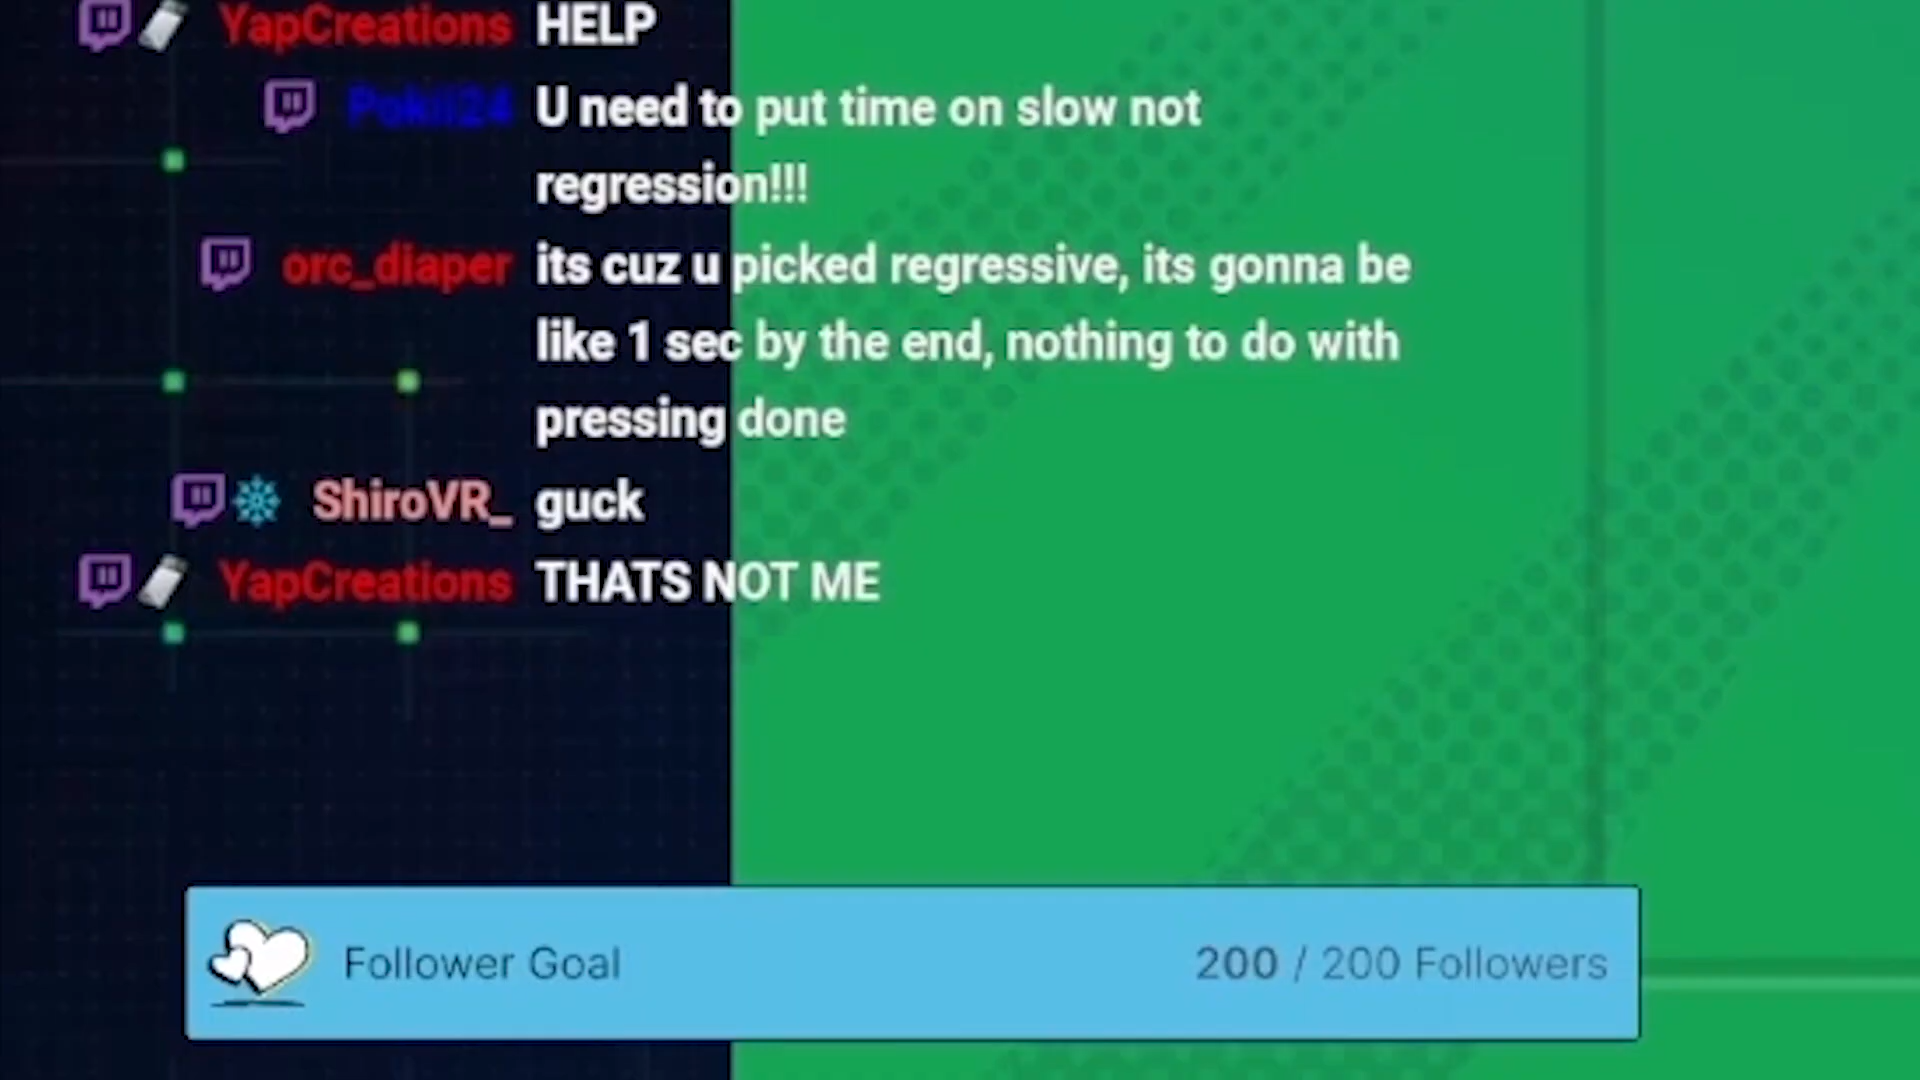 YapCreations HELP
Pokii24 U need to put time on slow not
regression!!!
orc_diaper its cuz u picked regressive, its gonna be
like 1 sec by the end, nothing to do with
pressing done
ShiroVR_ guck
YapCreations THATS NOT ME
Follower Goal 200 / 200 Followers